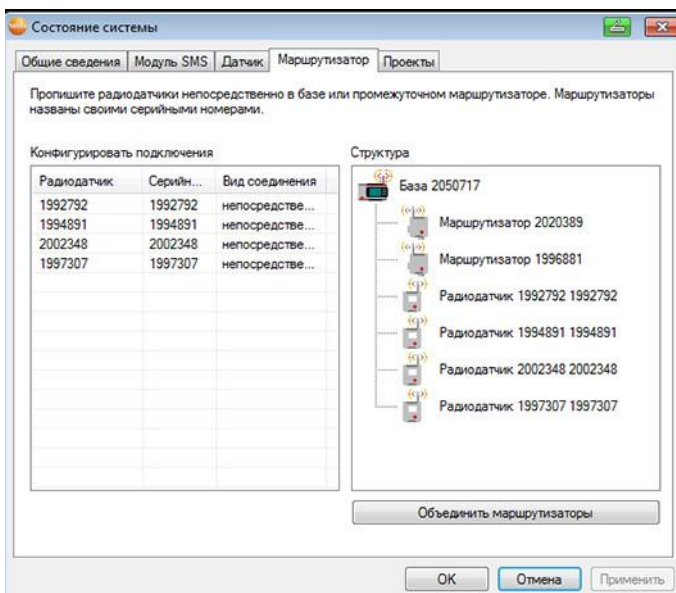 Состояние системы
Общие сведения Модуль SMS Датчик Маршрутизатор Проекты
Пропишите радиодатчики непосредственно в базе или промежуточном маршрутизаторе. Маршрутизаторы
названы своими серийными номерами.
Конфигурировать подключения
Радиодатчик Серийн... Вид соединения
1992792 1992792 непосредстве...
1994891 1994891 непосредстве...
2002348 2002348 непосредстве...
1997307 1997307 непосредстве...
Структура
База 2050717
Маршрутизатор 2020389
Маршрутизатор 1996881
Радиодатчик 1992792 1992792
Радиодатчик 1994891 1994891
Радиодатчик 2002348 2002348
Радиодатчик 1997307 1997307
Объединить маршрутизаторы
OK Отмена Применить